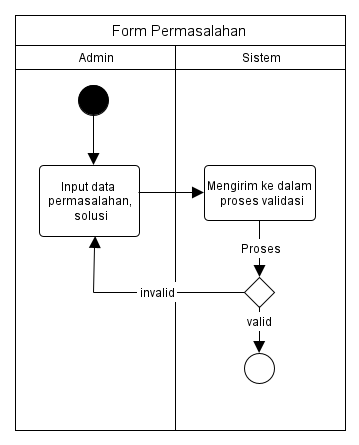 Form Permasalahan
Admin
Sistem
Input data
permasalahan,
solusi
Mengirim ke dalam
proses validasi
Proses
invalid
valid